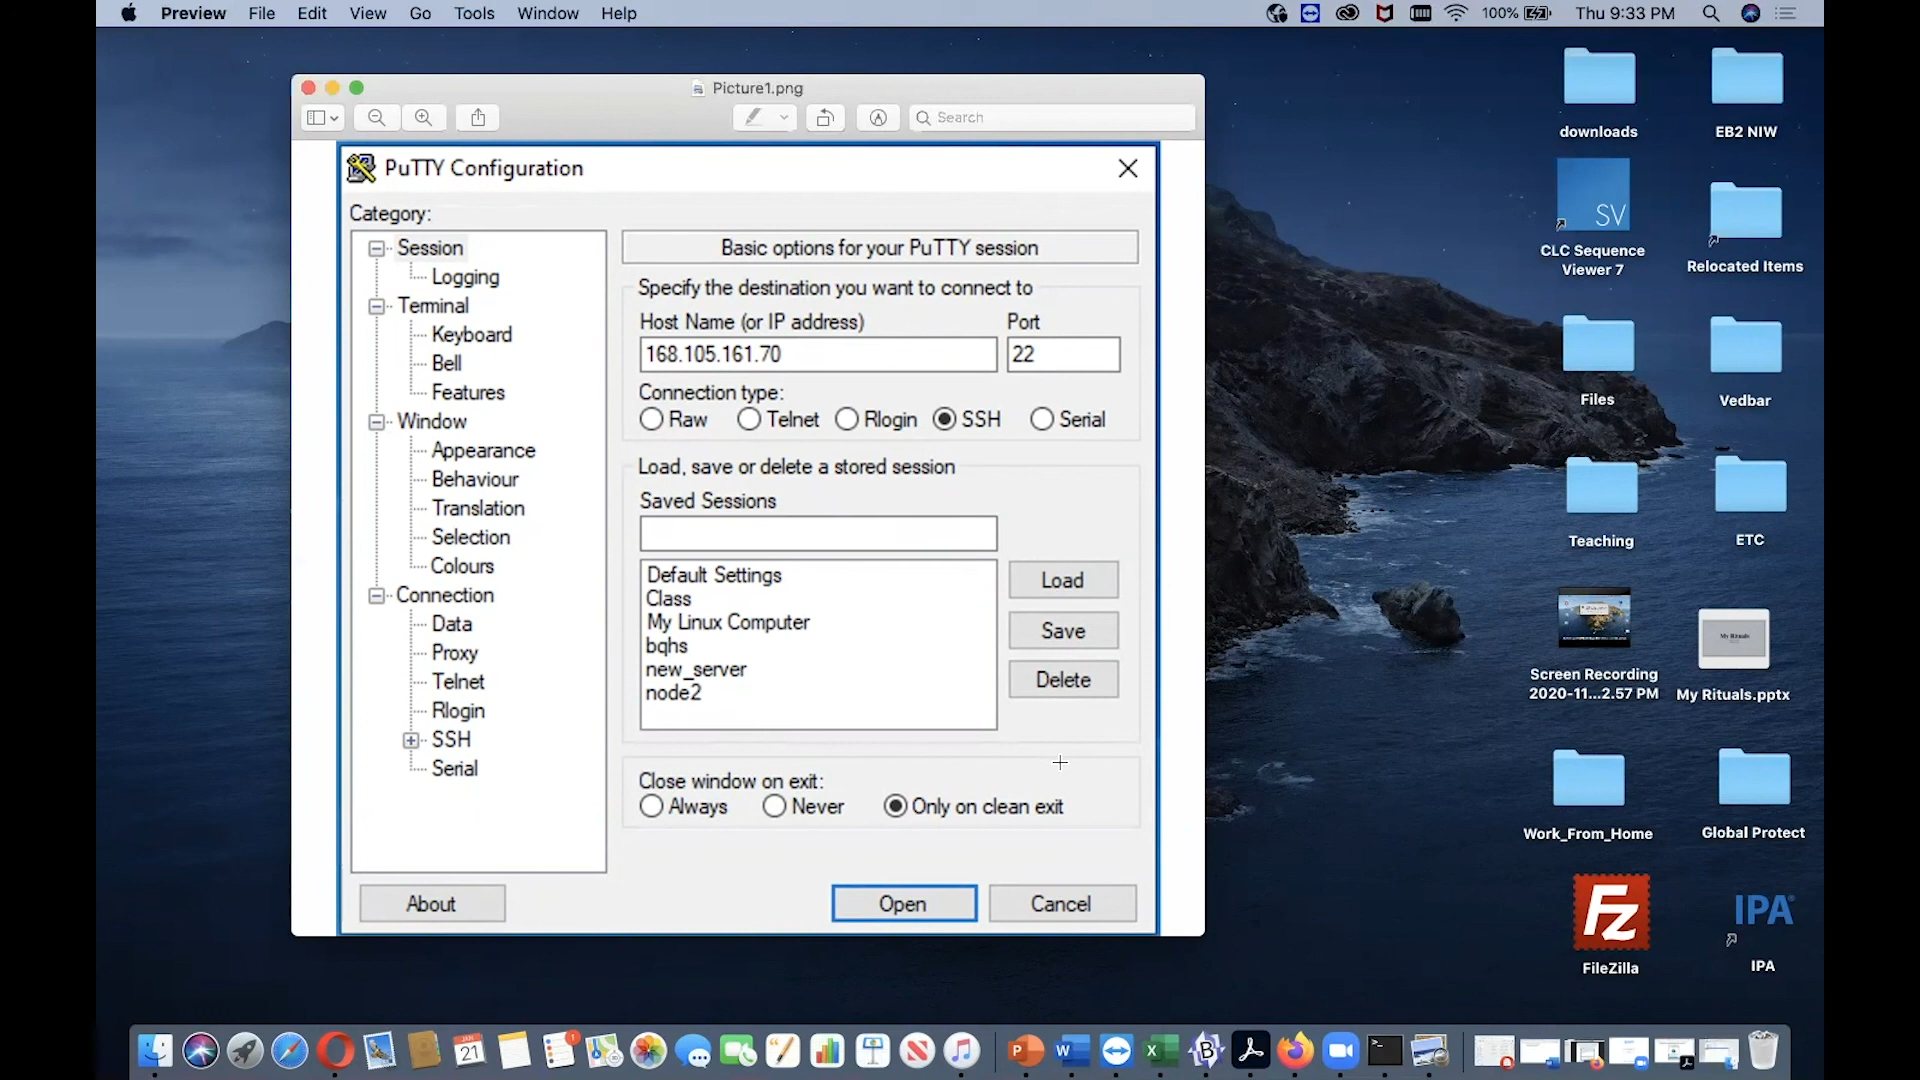 Preview File Edit View Go Tools Window Help
100% Thu 9:33 PM
Picture1.png
Search
PuTTY Configuration
Category:
Session
Logging
Terminal
Keyboard
Bell
Features
Window
Appearance
Behaviour
Translation
Selection
Colours
Connection
Data
Proxy
Telnet
Rlogin
SSH
Serial
About
Basic options for your PuTTY session
Specify the destination you want to connect to
Host Name (or IP address) Port
168.105.161.70 22
Connection type:
Raw Telnet Rlogin SSH Serial
Load, save or delete a stored session
Saved Sessions
Default Settings
Class
My Linux Computer
bqhs
new_server
node2
Load
Save
Delete
Close window on exit:
Always Never Only on clean exit
Open Cancel
downloads
EB2 NIW
SV
CLC Sequence
Viewer 7
Relocated Items
Files
Vedbar
Teaching
ETC
Screen Recording
2020-11...2.57 PM
My Rituals
My Rituals.pptx
Work_From_Home
Global Protect
Fz
FileZilla
IPA
IPA
JAN
21
1
P
W
X
B